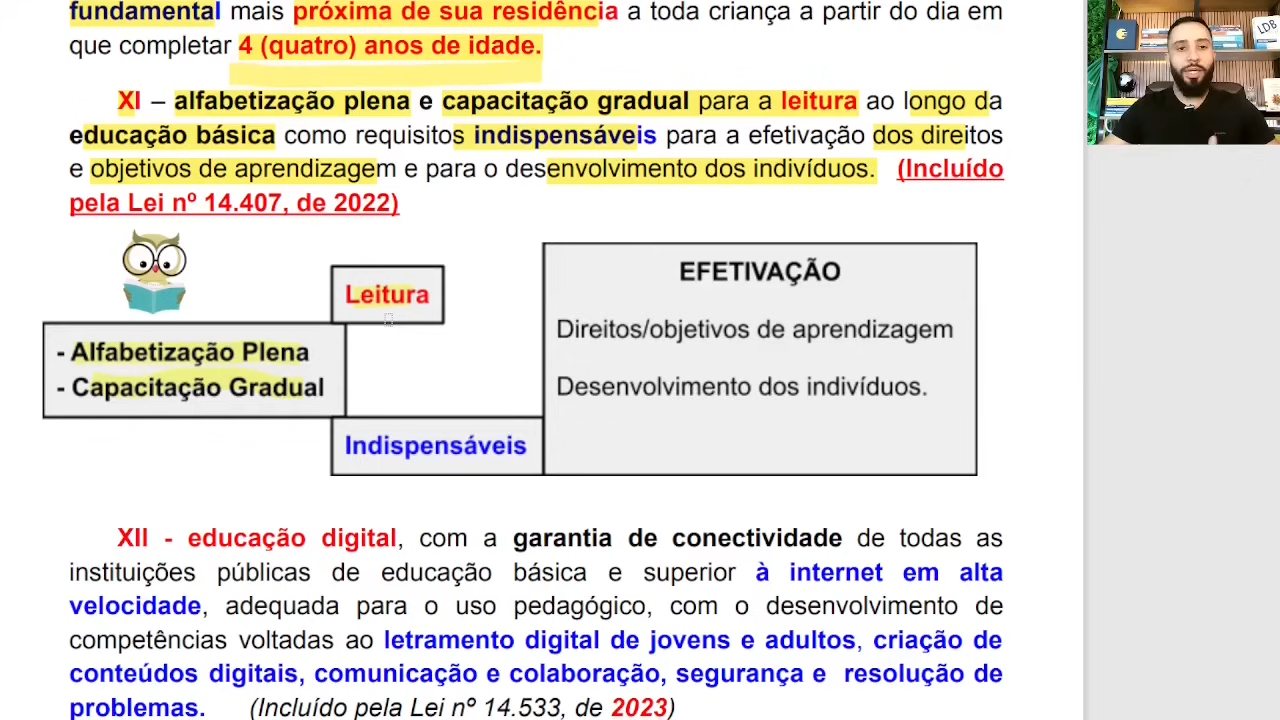 fundamental mais próxima de sua residência a toda criança a partir do dia em
que completar 4 (quatro) anos de idade.
XI – alfabetização plena e capacitação gradual para a leitura ao longo da
educação básica como requisitos indispensáveis para a efetivação dos direitos
e objetivos de aprendizagem e para o desenvolvimento dos indivíduos. (Incluído
pela Lei nº 14.407, de 2022)
Leitura
- Alfabetização Plena
- Capacitação Gradual
Indispensáveis
EFETIVAÇÃO
Direitos/objetivos de aprendizagem
Desenvolvimento dos indivíduos.
XII - educação digital, com a garantia de conectividade de todas as
instituições públicas de educação básica e superior à internet em alta
velocidade, adequada para o uso pedagógico, com o desenvolvimento de
competências voltadas ao letramento digital de jovens e adultos, criação de
conteúdos digitais, comunicação e colaboração, segurança e resolução de
problemas. (Incluído pela Lei nº 14.533, de 2023)
LDB